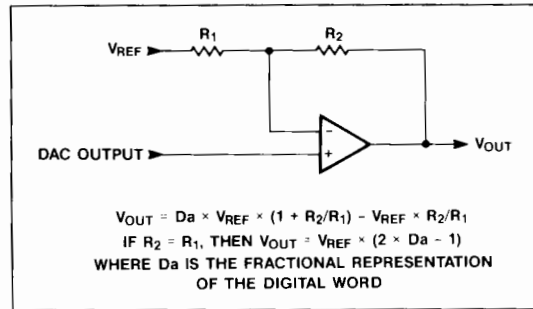 R1
R2
VREF
DAC OUTPUT
-
+
VOUT
VOUT = Da × VREF × (1 + R2/R1) – VREF × R2/R1
IF R2 = R1, THEN VOUT = VREF × (2 × Da – 1)
WHERE Da IS THE FRACTIONAL REPRESENTATION
OF THE DIGITAL WORD